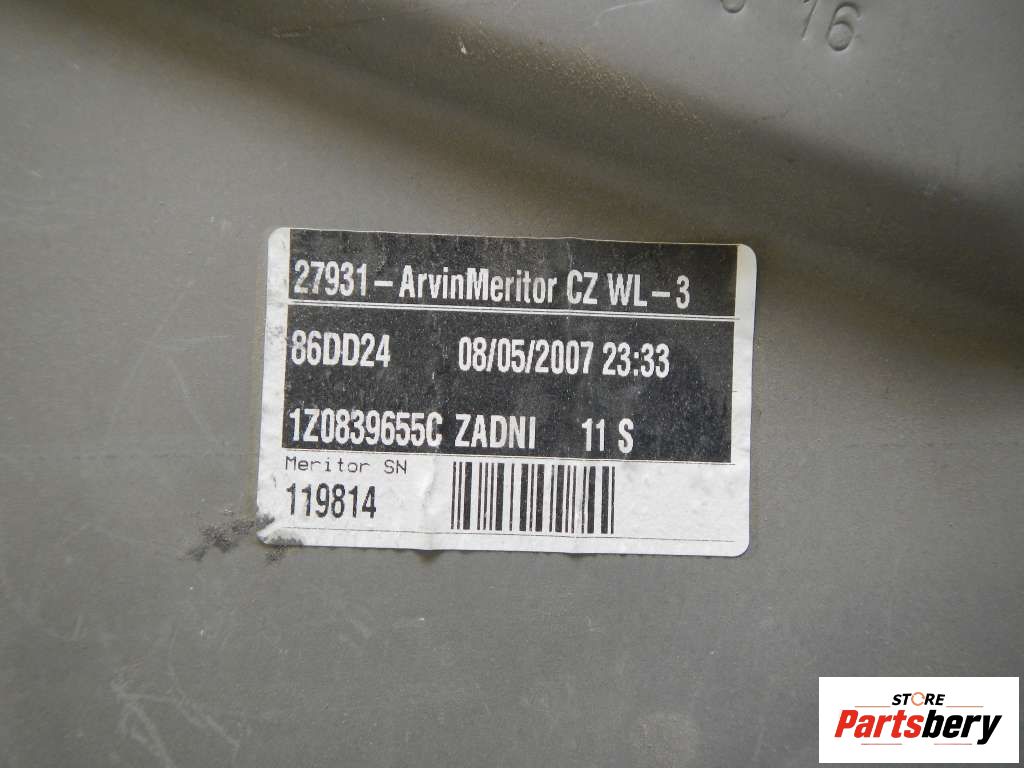 16
27931-ArvinMeritor CZ WL-3
86DD24 08/05/2007 23:33
1Z0839655C ZADNI 11 S
Meritor SN
119814
STORE
Partsbery